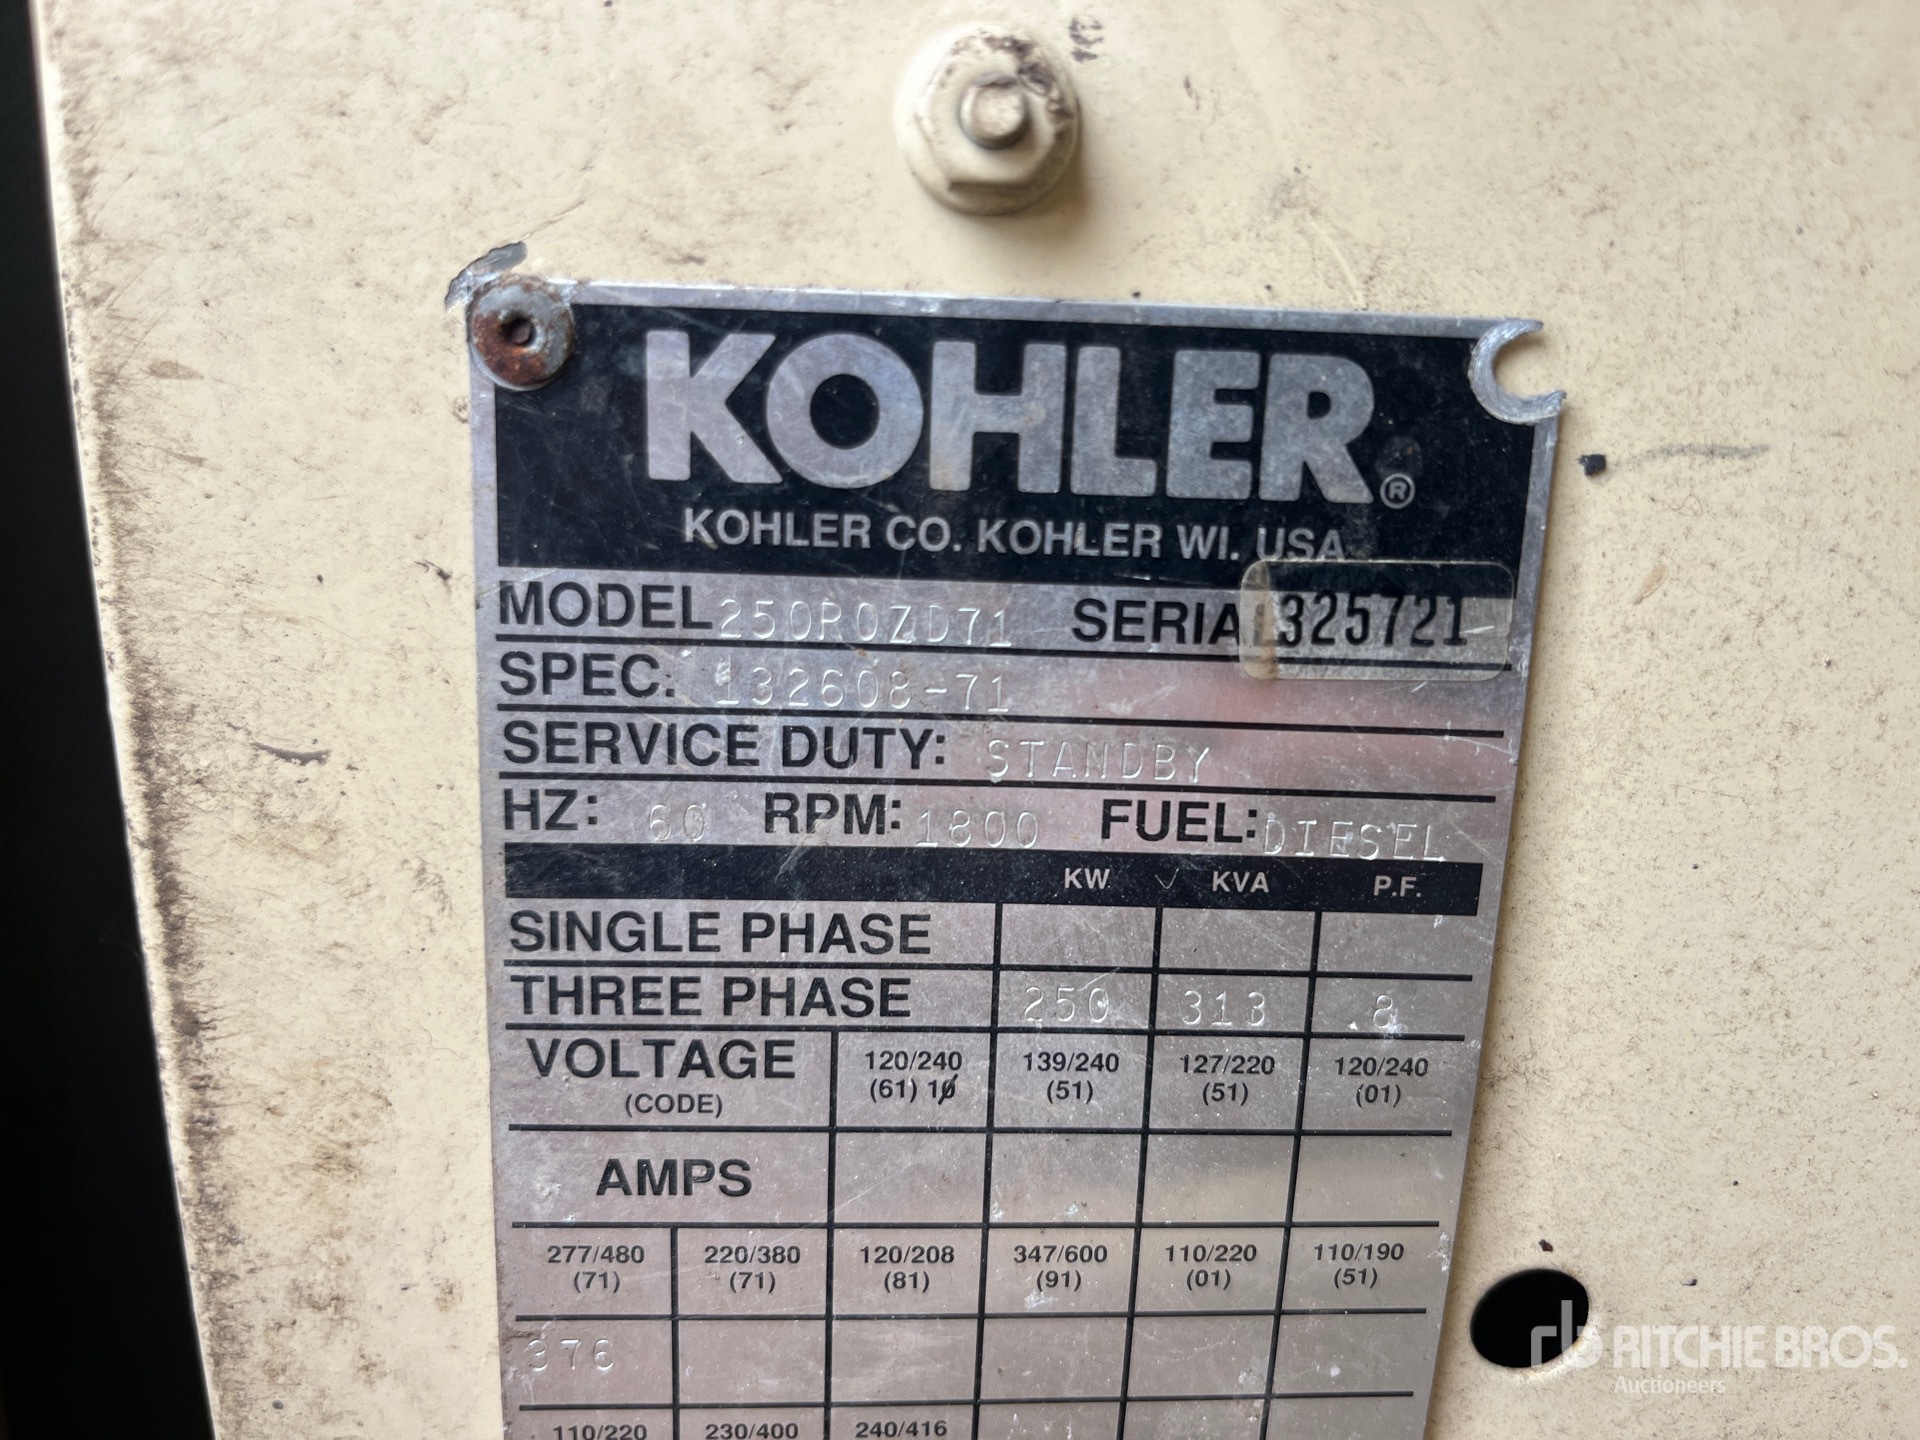 KOHLER®
KOHLER CO. KOHLER WI. USA
MODEL 250ROZD71 SERIAL 325721
SPEC. 132608-71
SERVICE DUTY: STANDBY
HZ: 60 RPM: 1800 FUEL: DIESEL
KW KVA P.F.
SINGLE PHASE
THREE PHASE 250 313 .8
VOLTAGE 120/240 139/240 127/220 120/240
(CODE) (61) 1Ø (51) (51) (01)
AMPS
277/480 220/380 120/208 347/600 110/220 110/190
(71) (71) (81) (91) (01) (51)
376
110/220 230/400 240/416
rb RITCHIE BROS.
Auctioneers